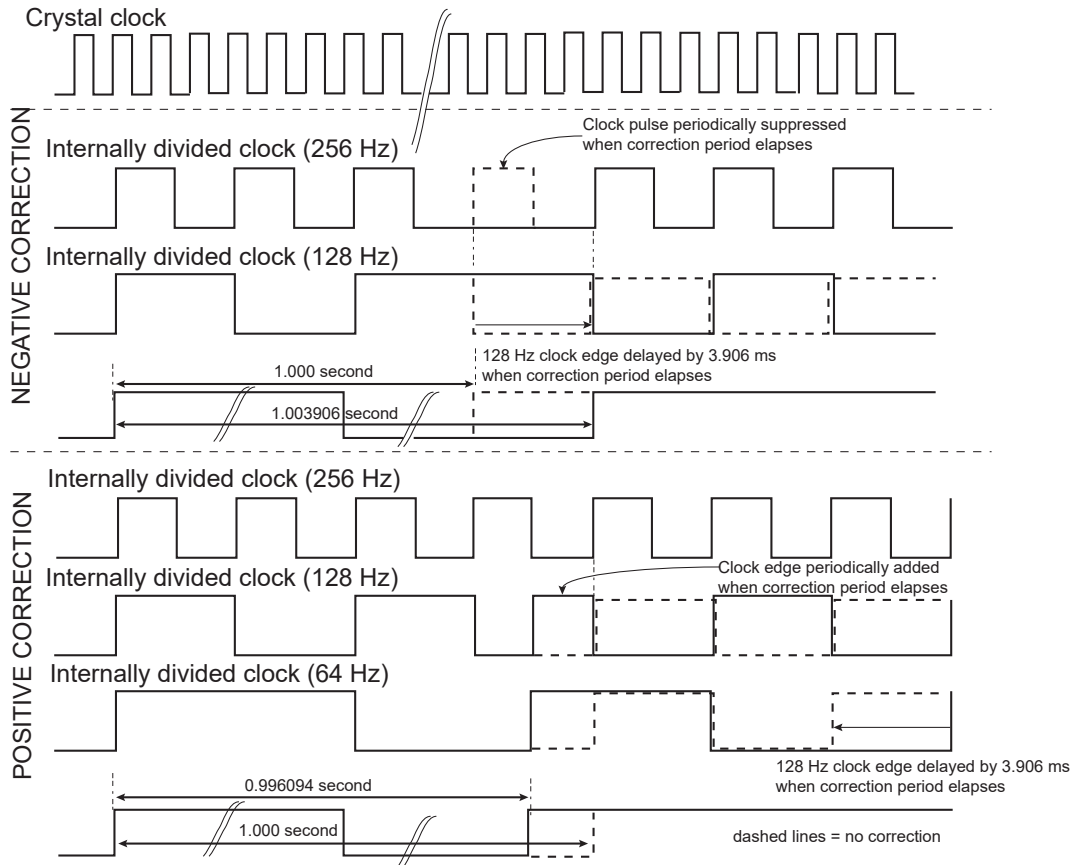 Crystal clock
NEGATIVE CORRECTION
Clock pulse periodically suppressed
when correction period elapses
Internally divided clock (256 Hz)
Internally divided clock (128 Hz)
128 Hz clock edge delayed by 3.906 ms
when correction period elapses
1.000 second
1.003906 second
POSITIVE CORRECTION
Internally divided clock (256 Hz)
Internally divided clock (128 Hz)
Clock edge periodically added
when correction period elapses
Internally divided clock (64 Hz)
128 Hz clock edge delayed by 3.906 ms
when correction period elapses
0.996094 second
1.000 second
dashed lines = no correction